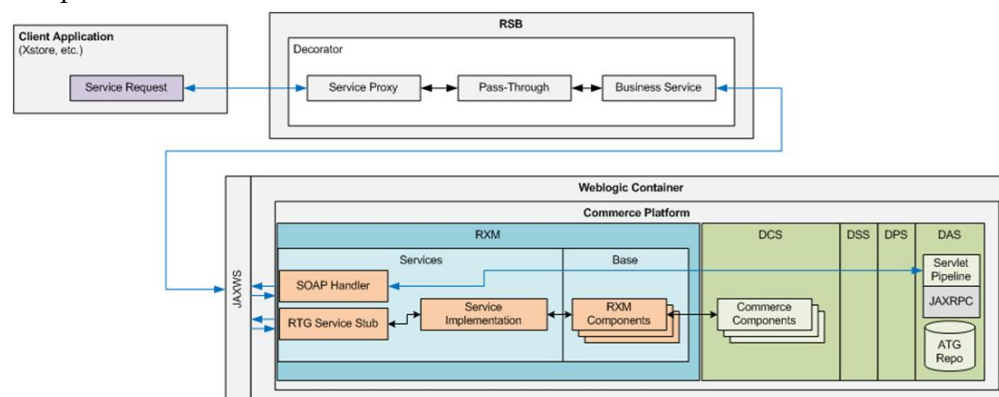 Client Application
(Xstore, etc.)
Service Request
RSB
Decorator
Service Proxy
Pass-Through
Business Service
Weblogic Container
Commerce Platform
JAXWS
RXM
Services
Base
SOAP Handler
RTG Service Stub
Service
Implementation
RXM
Components
DCS
Commerce
Components
DSS
DPS
DAS
Servlet
Pipeline
JAXRPC
ATG
Repo